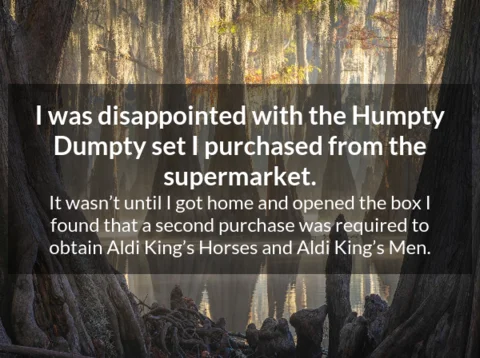 I was disappointed with the Humpty
Dumpty set I purchased from the
supermarket.
It wasn't until I got home and opened the box I
found that a second purchase was required to
obtain Aldi King's Horses and Aldi King's Men.